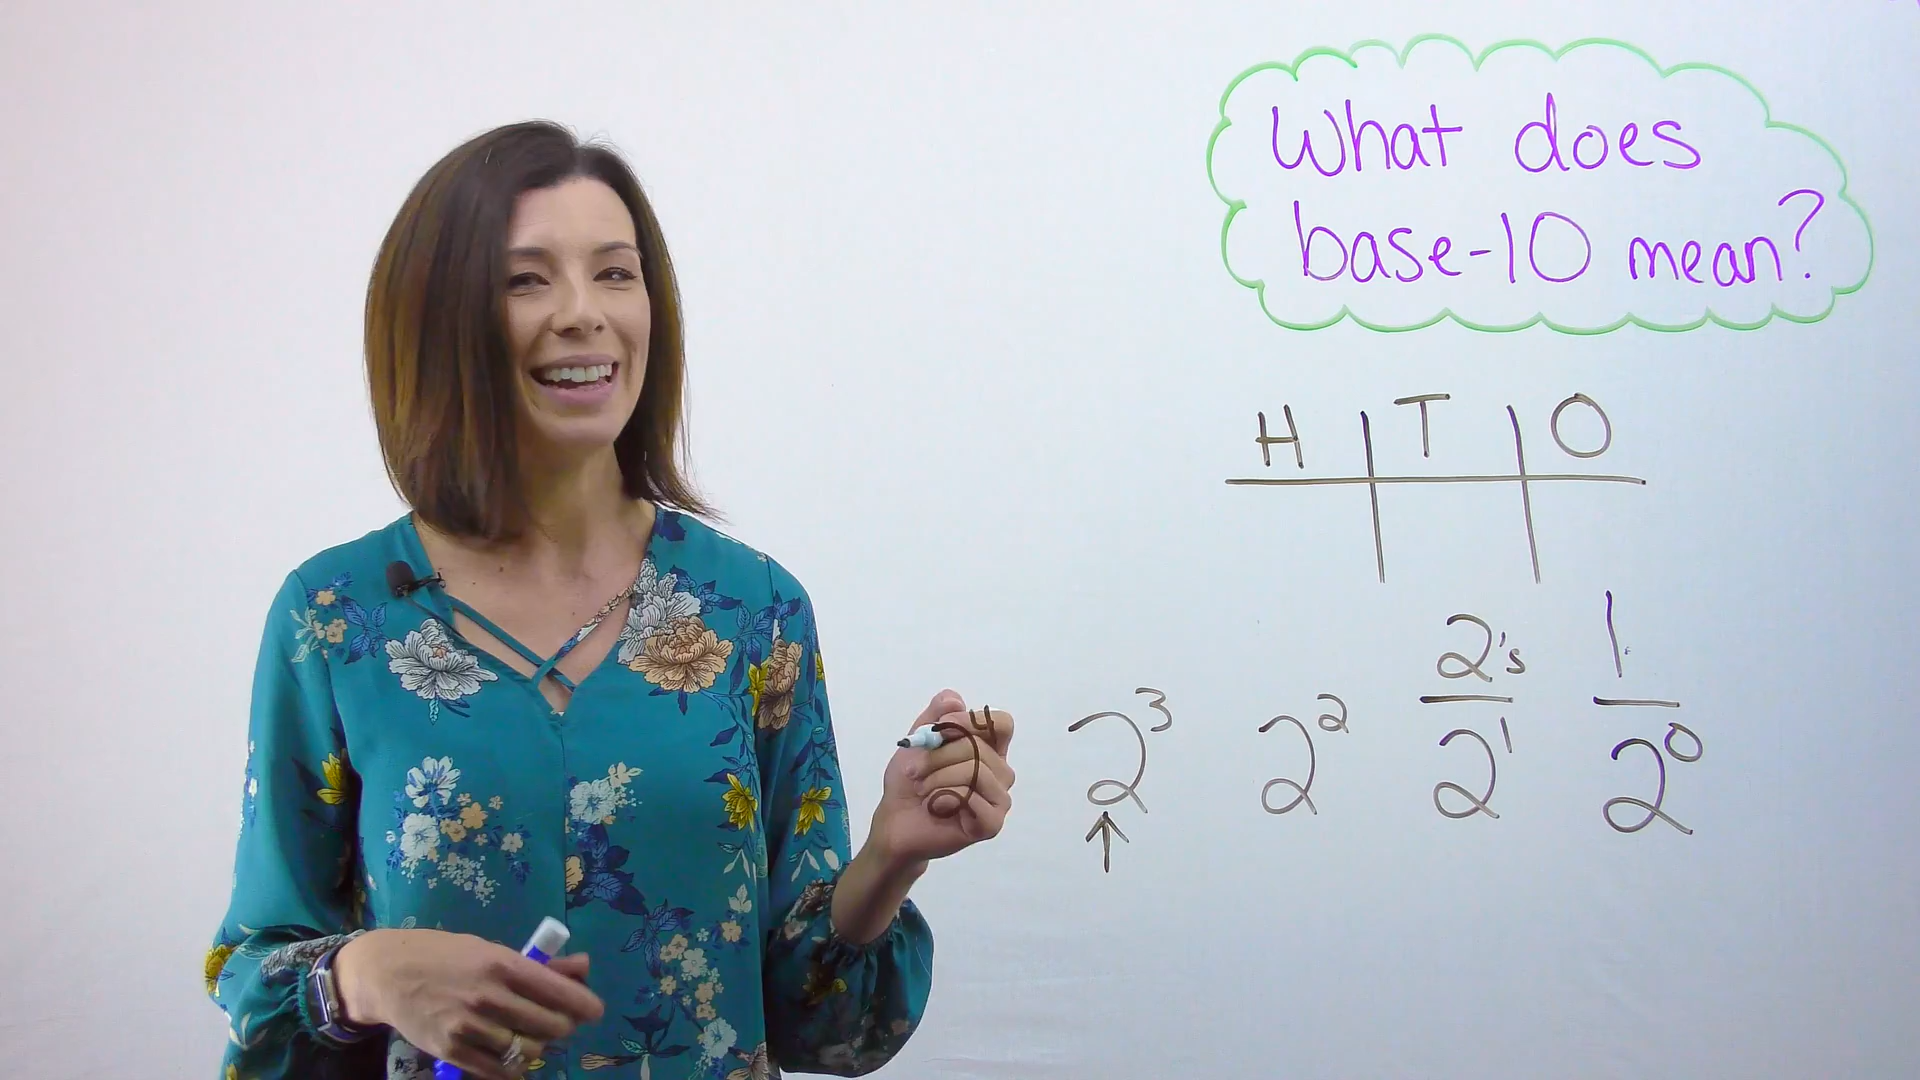 What does
base-10 mean?
H T O
2's 1
2⁴ 2³ 2² 2¹ 2⁰